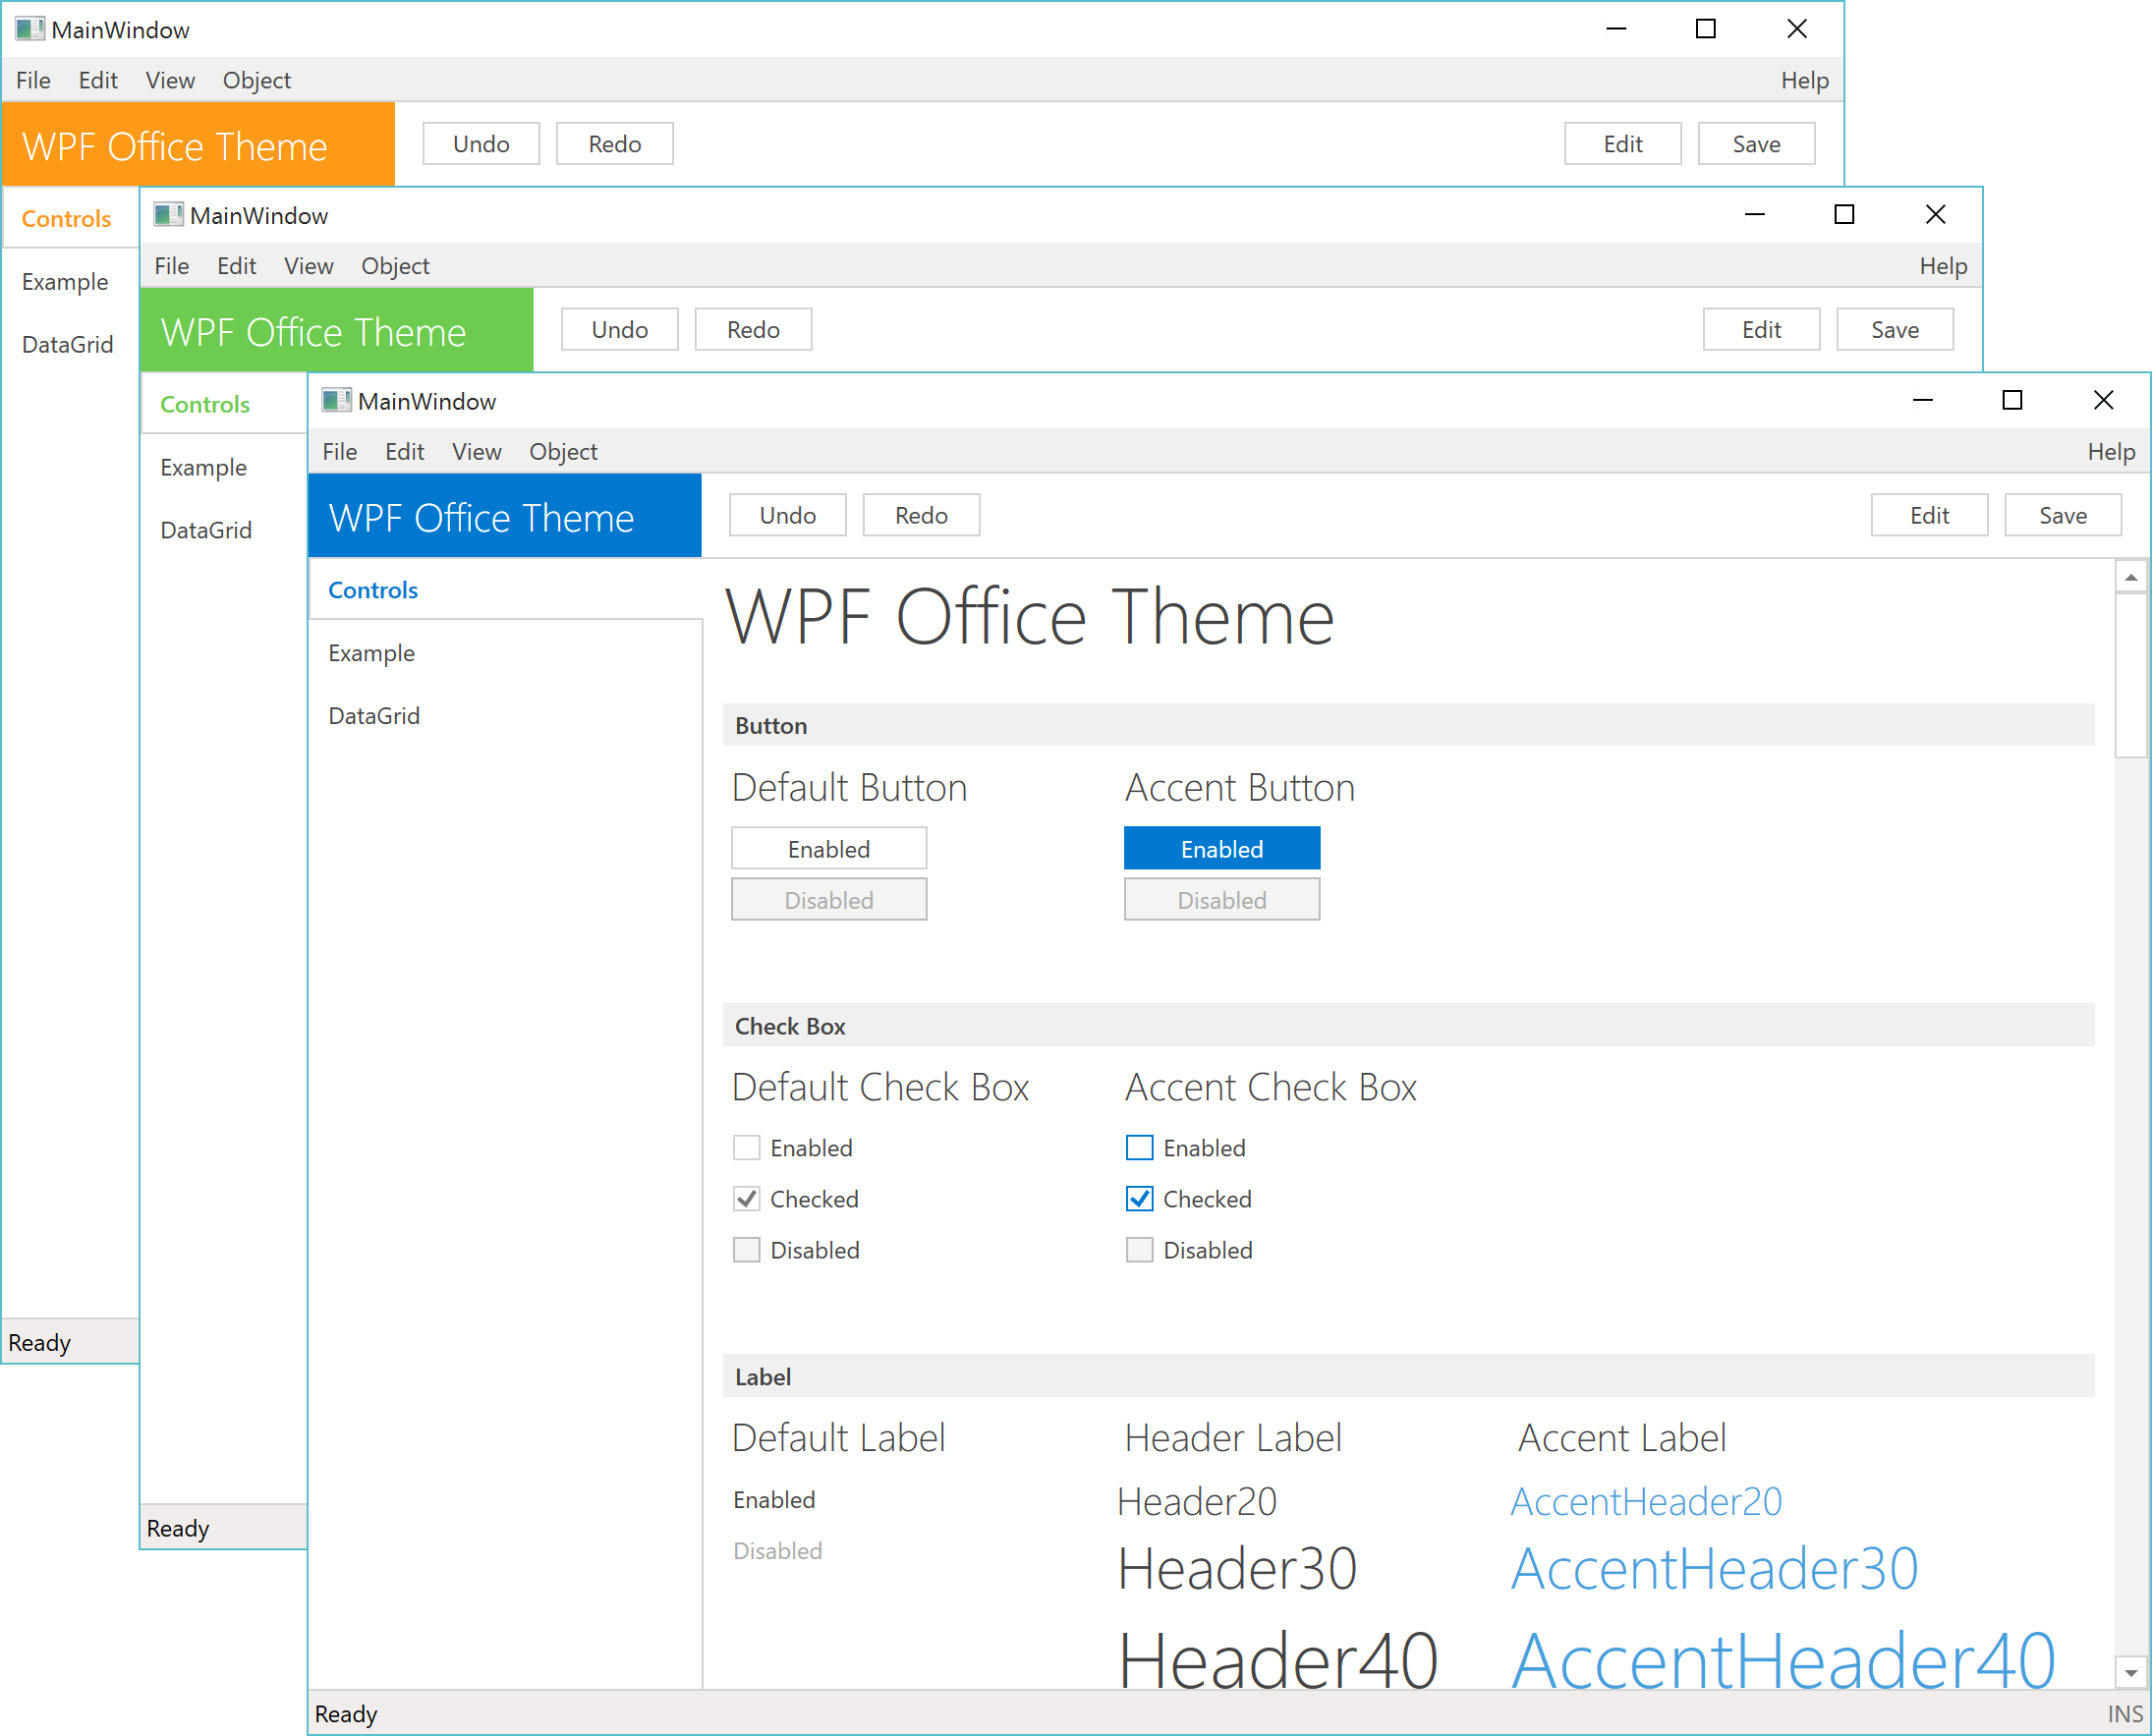 MainWindow
File Edit View Object Help
WPF Office Theme Undo Redo Edit Save
Controls
Example
DataGrid
Ready
MainWindow
File Edit View Object Help
WPF Office Theme Undo Redo Edit Save
Controls
Example
DataGrid
Ready
MainWindow
File Edit View Object Help
WPF Office Theme Undo Redo Edit Save
Controls
Example
DataGrid
WPF Office Theme
Button
Default Button Accent Button
Enabled Enabled
Disabled Disabled
Check Box
Default Check Box Accent Check Box
Enabled Enabled
Checked Checked
Disabled Disabled
Label
Default Label Header Label Accent Label
Enabled Header20 AccentHeader20
Disabled Header30 AccentHeader30
Header40 AccentHeader40
Ready INS